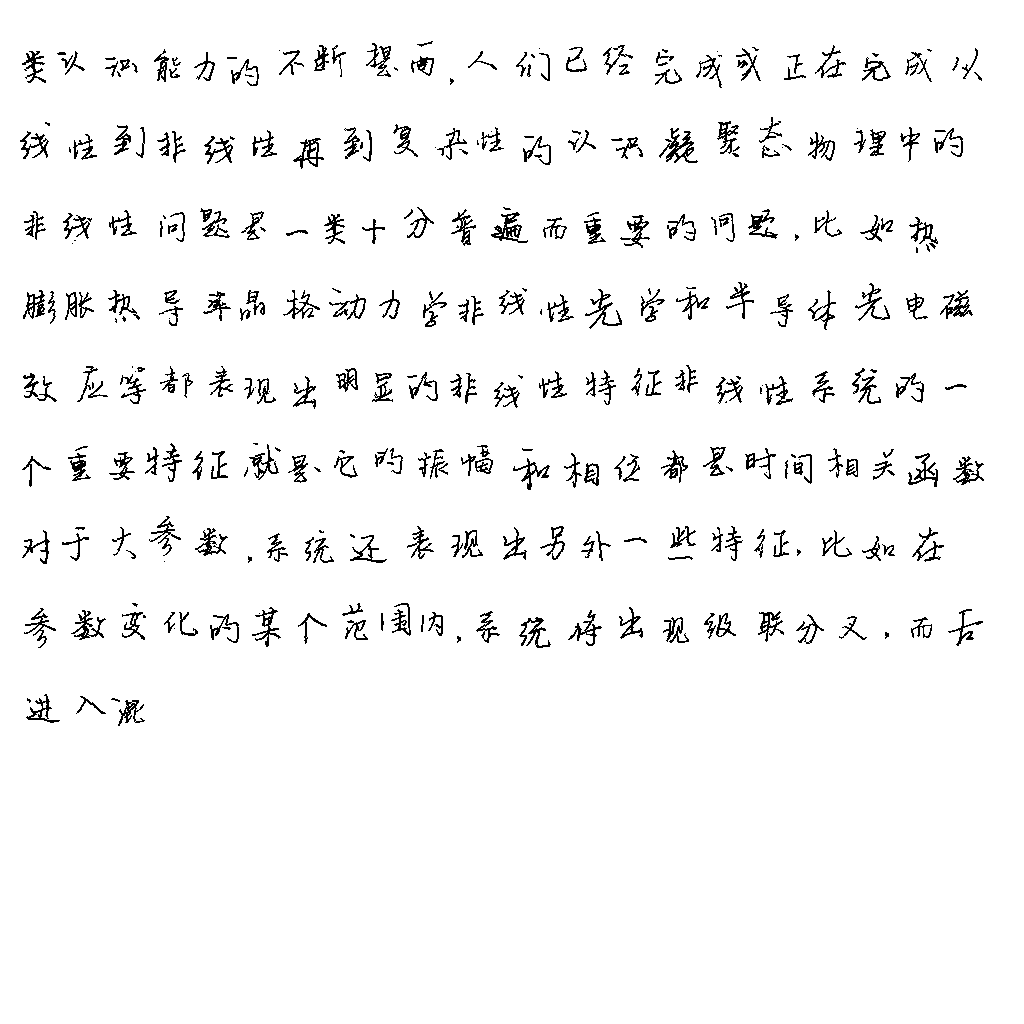 类认识能力的不断提高,人们已经完成或正在完成从
线性到非线性再到复杂性的认识凝聚态物理中的
非线性问题是一类十分普遍而重要的问题,比如热
膨胀热导率晶格动力学非线性光学和半导体光电磁
效应等都表现出明显的非线性特征非线性系统的一
个重要特征就是它的振幅和相位都是时间相关函数
对于大参数,系统还表现出另外一些特征,比如在
参数变化的某个范围内,系统将出现级联分叉,而后
进入混